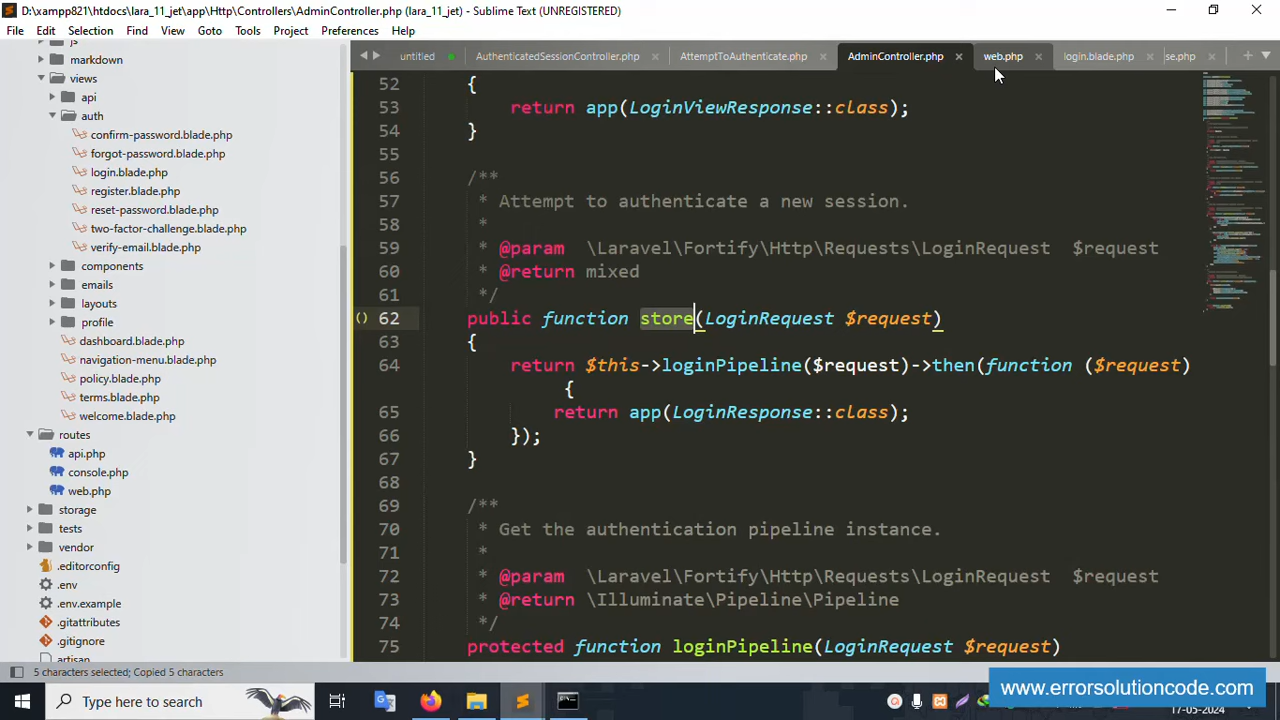 D:\xampp821\htdocs\lara_11_jet\app\Http\Controllers\AdminController.php (lara_11_jet) - Sublime Text (UNREGISTERED)
File Edit Selection Find View Goto Tools Project Preferences Help
untitled AuthenticatedSessionController.php AttemptToAuthenticate.php AdminController.php web.php login.blade.php se.php
js
markdown
views
api
auth
confirm-password.blade.php
forgot-password.blade.php
login.blade.php
register.blade.php
reset-password.blade.php
two-factor-challenge.blade.php
verify-email.blade.php
components
emails
layouts
profile
dashboard.blade.php
navigation-menu.blade.php
policy.blade.php
terms.blade.php
welcome.blade.php
routes
api.php
console.php
web.php
storage
tests
vendor
.editorconfig
.env
.env.example
.gitattributes
.gitignore
artisan
52 {
53 return app(LoginViewResponse::class);
54 }
55
56 /**
57 * Attempt to authenticate a new session.
58 *
59 * @param \Laravel\Fortify\Http\Requests\LoginRequest $request
60 * @return mixed
61 */
62 public function store(LoginRequest $request)
63 {
64 return $this->loginPipeline($request)->then(function ($request)
{
65 return app(LoginResponse::class);
66 });
67 }
68
69 /**
70 * Get the authentication pipeline instance.
71 *
72 * @param \Laravel\Fortify\Http\Requests\LoginRequest $request
73 * @return \Illuminate\Pipeline\Pipeline
74 */
75 protected function loginPipeline(LoginRequest $request)
5 characters selected; Copied 5 characters
www.errorsolutioncode.com
Type here to search
17-05-2024